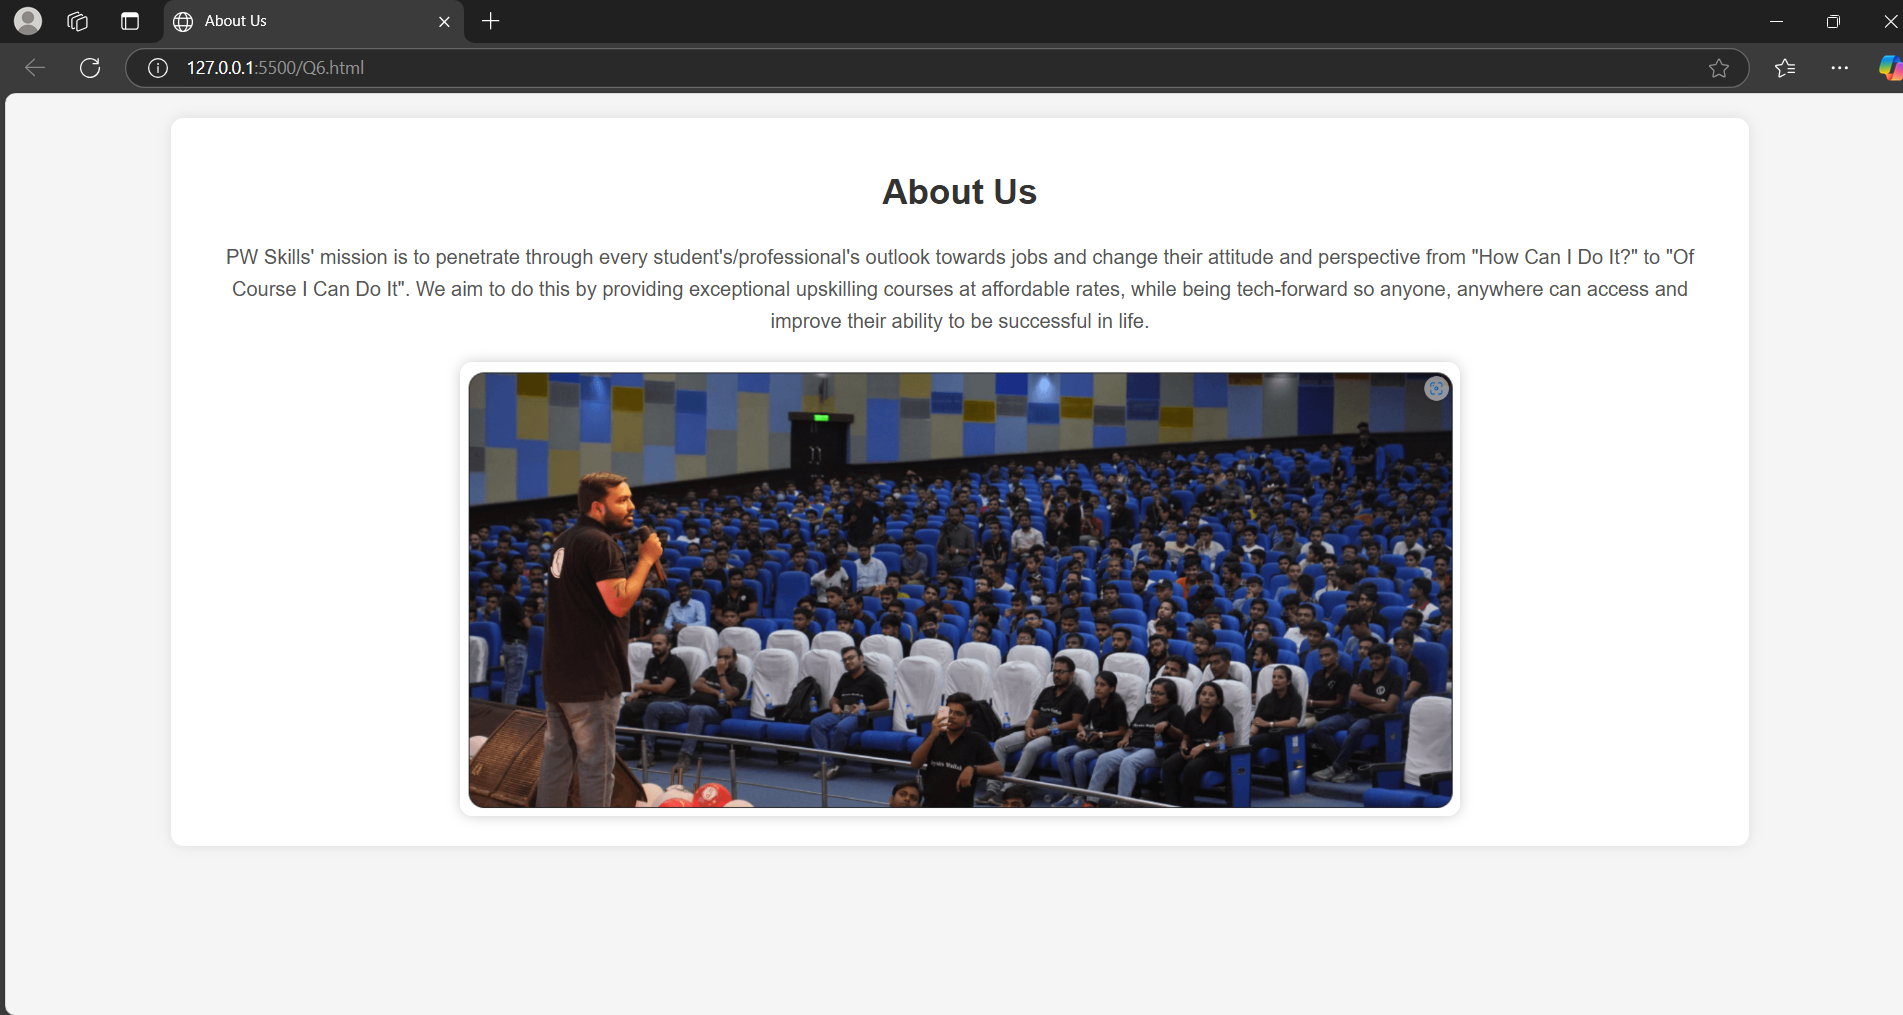 About Us
127.0.0.1:5500/Q6.html
About Us
PW Skills' mission is to penetrate through every student's/professional's outlook towards jobs and change their attitude and perspective from "How Can I Do It?" to "Of
Course I Can Do It". We aim to do this by providing exceptional upskilling courses at affordable rates, while being tech-forward so anyone, anywhere can access and
improve their ability to be successful in life.